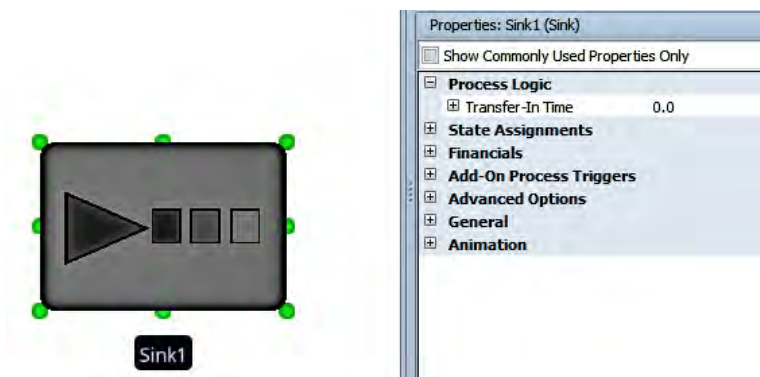 Properties: Sink1 (Sink)
Show Commonly Used Properties Only
Process Logic
Transfer-In Time 0.0
State Assignments
Financials
Add-On Process Triggers
Advanced Options
General
Animation
Sink1